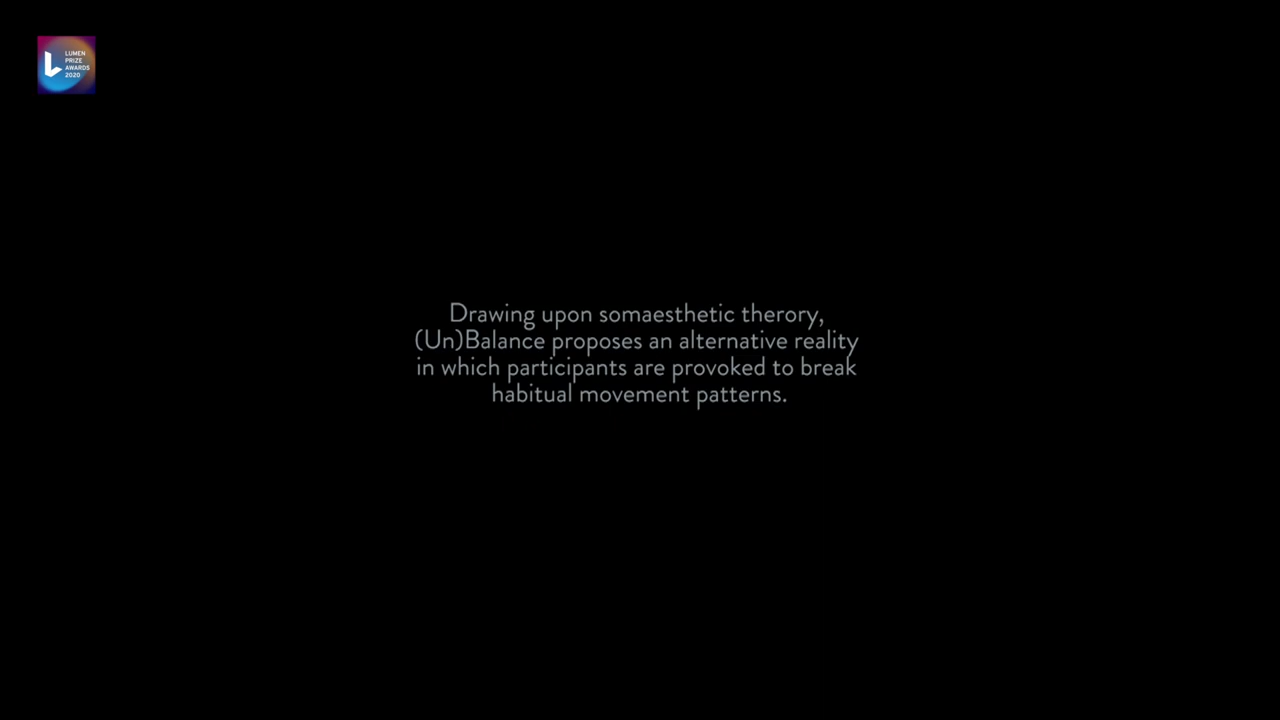 LUMEN
PRIZE
AWARDS
2020
Drawing upon somaesthetic therory,
(Un)Balance proposes an alternative reality
in which participants are provoked to break
habitual movement patterns.